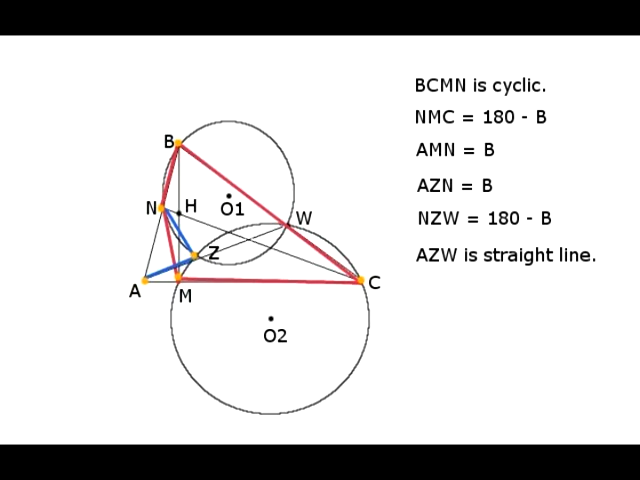 BCMN is cyclic.
NMC = 180 - B
AMN = B
AZN = B
NZW = 180 - B
AZW is straight line.
B
N
H
O1
W
Z
A
M
C
O2